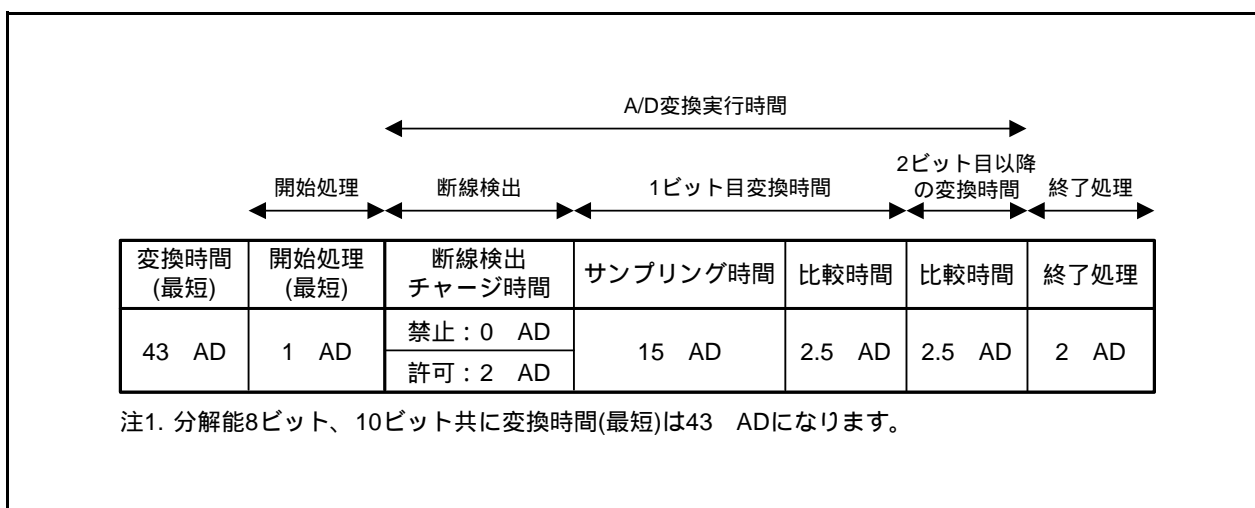 A/D変換実行時間
開始処理
断線検出
1ビット目変換時間
2ビット目以降
の変換時間
終了処理
変換時間
(最短)
開始処理
(最短)
断線検出
チャージ時間
サンプリング時間
比較時間
比較時間
終了処理
43 AD
1 AD
禁止：0 AD
許可：2 AD
15 AD
2.5 AD
2.5 AD
2 AD
注1. 分解能8ビット、10ビット共に変換時間(最短)は43 ADになります。